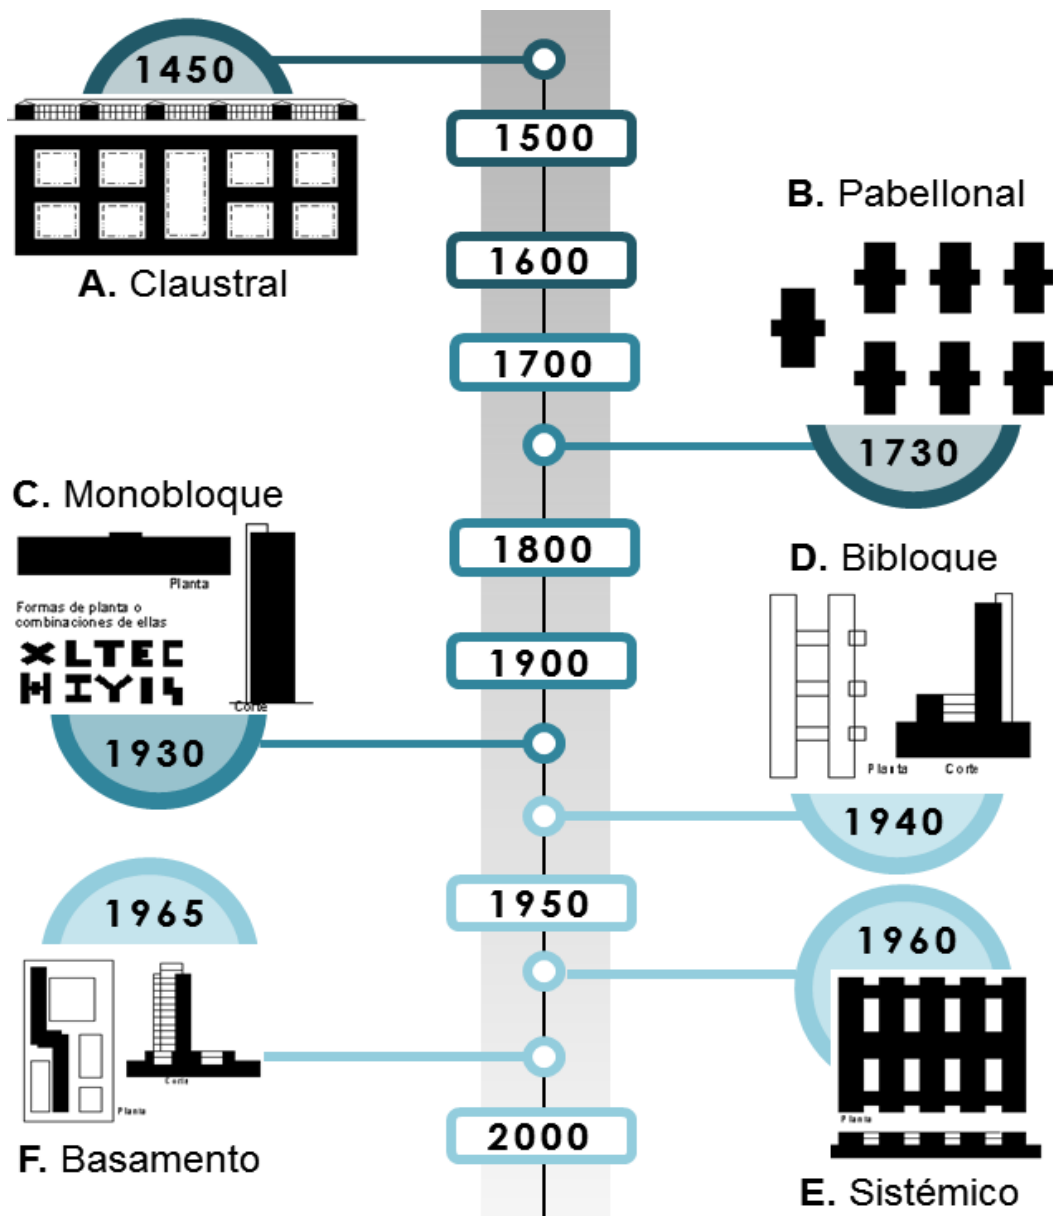 1450
1500
1600
A. Claustral
B. Pabellonal
1700
1730
C. Monobloque
Planta
Formas de planta o
combinaciones de ellas
X L T E C
H I Y I
Corte
1800
1900
1930
D. Bibloque
Planta Corte
1940
1950
1965
1960
Corte
Planta
F. Basamento
Planta
E. Sistémico
2000